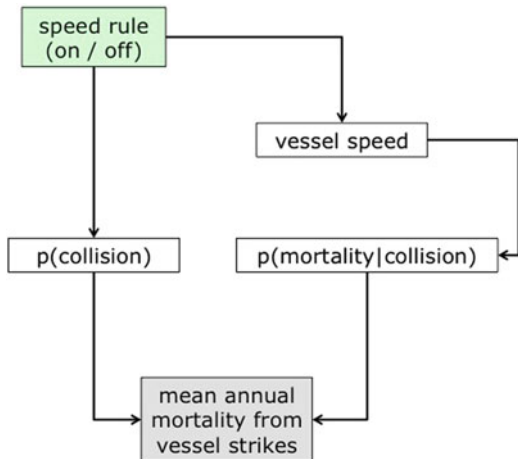 speed rule
(on / off)
vessel speed
p(collision)
p(mortality|collision)
mean annual
mortality from
vessel strikes